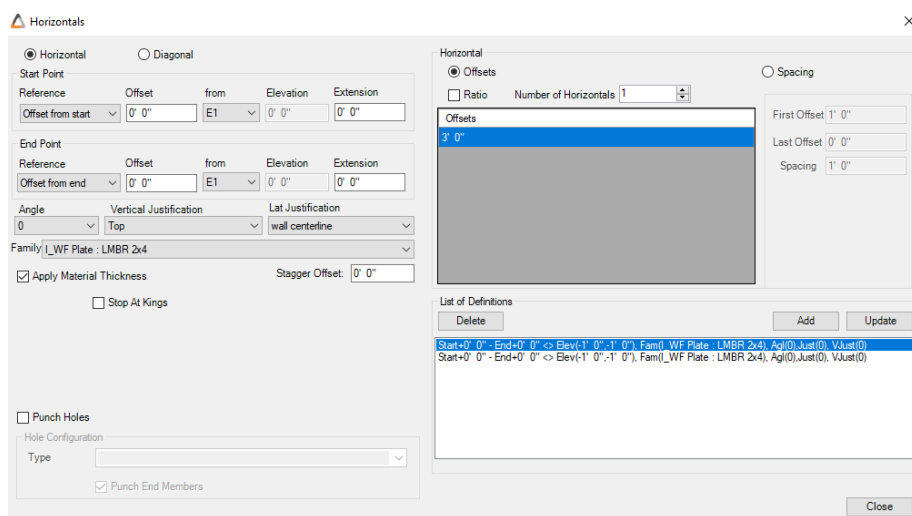 Horizontals
Horizontal
Diagonal
Start Point
Reference Offset from Elevation Extension
Offset from start 0' 0" E1 0' 0" 0' 0"
End Point
Reference Offset from Elevation Extension
Offset from end 0' 0" E1 0' 0" 0' 0"
Angle Vertical Justification Lat Justification
0 Top wall centerline
Family I_WF Plate : LMBR 2x4
Apply Material Thickness
Stagger Offset: 0' 0"
Stop At Kings
Punch Holes
Hole Configuration
Type
Punch End Members
Horizontal
Offsets
Spacing
Ratio
Number of Horizontals 1
Offsets
3' 0"
First Offset 1' 0"
Last Offset 0' 0"
Spacing 1' 0"
List of Definitions
Delete Add Update
Start+0' 0" - End+0' 0" <> Elev(-1' 0",-1' 0"), Fam(I_WF Plate : LMBR 2x4), Agl(0),Just(0), VJust(0)
Start+0' 0" - End+0' 0" <> Elev(-1' 0",-1' 0"), Fam(I_WF Plate : LMBR 2x4), Agl(0),Just(0), VJust(0)
Close